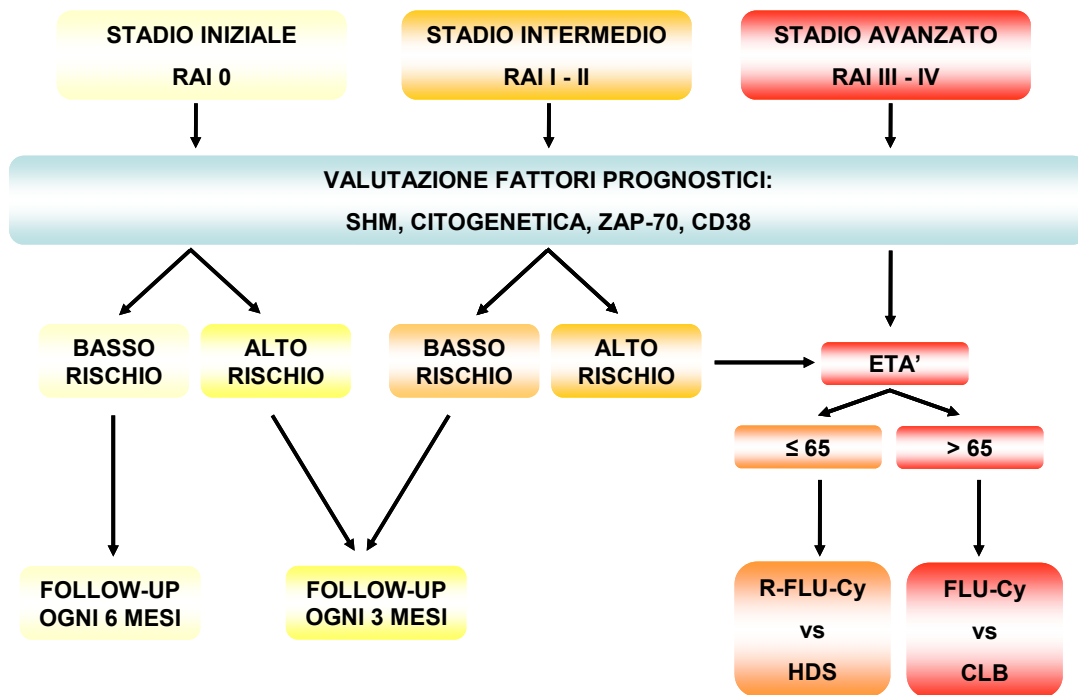 STADIO INIZIALE
RAI 0
STADIO INTERMEDIO
RAI I - II
STADIO AVANZATO
RAI III - IV
VALUTAZIONE FATTORI PROGNOSTICI:
SHM, CITOGENETICA, ZAP-70, CD38
BASSO
RISCHIO
ALTO
RISCHIO
BASSO
RISCHIO
ALTO
RISCHIO
ETA’
≤ 65
> 65
FOLLOW-UP
OGNI 6 MESI
FOLLOW-UP
OGNI 3 MESI
R-FLU-Cy
vs
HDS
FLU-Cy
vs
CLB